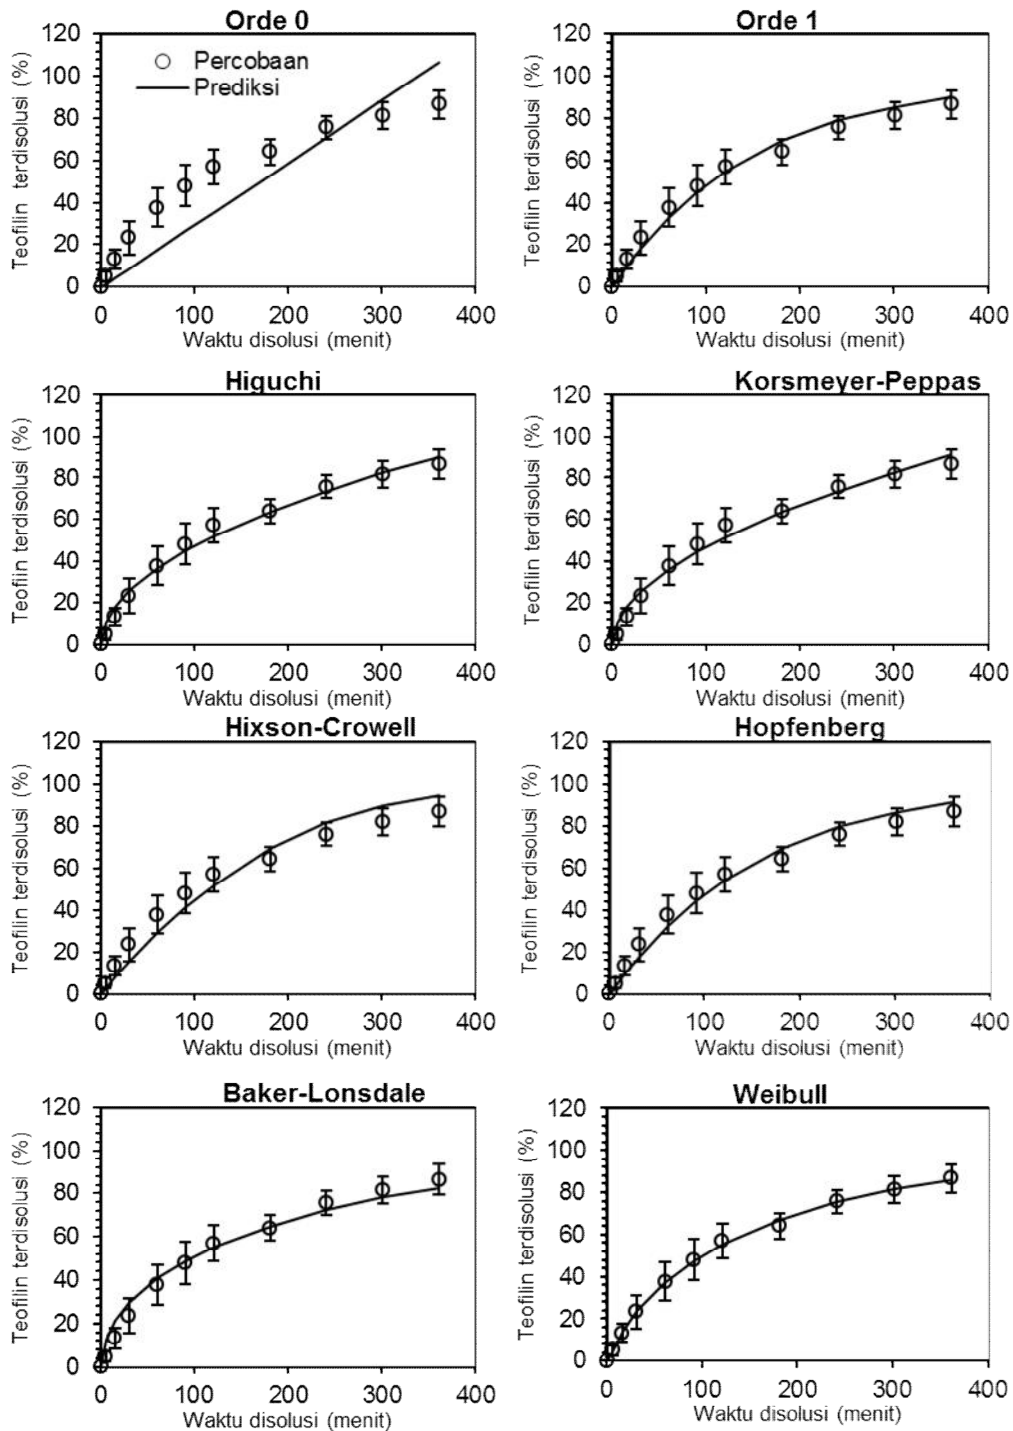 Orde 0
Teofilin terdisolusi (%)
120
100
80
60
40
20
0
Percobaan
Prediksi
0 100 200 300 400
Waktu disolusi (menit)
Orde 1
Teofilin terdisolusi (%)
120
100
80
60
40
20
0
0 100 200 300 400
Waktu disolusi (menit)
Higuchi
Teofiin terdisolusi (%)
120
100
80
60
40
20
0
0 100 200 300 400
Waktu disolusi (menit)
Korsmeyer-Peppas
Teofilin terdisolusi (%)
120
100
80
60
40
20
0
0 100 200 300 400
Waktu disolusi (menit)
Hixson-Crowell
Teofilin terdisolusi (%)
120
100
80
60
40
20
0
0 100 200 300 400
Waktu disolusi (menit)
Hopfenberg
Teofilin terdisolusi (%)
120
100
80
60
40
20
0
0 100 200 300 400
Waktu disolusi (menit)
Baker-Lonsdale
Teofilin terdisolusi (%)
120
100
80
60
40
20
0
0 100 200 300 400
Waktu disolusi (menit)
Weibull
Teofilin terdisolusi (%)
120
100
80
60
40
20
0
0 100 200 300 400
Waktu disolusi (menit)